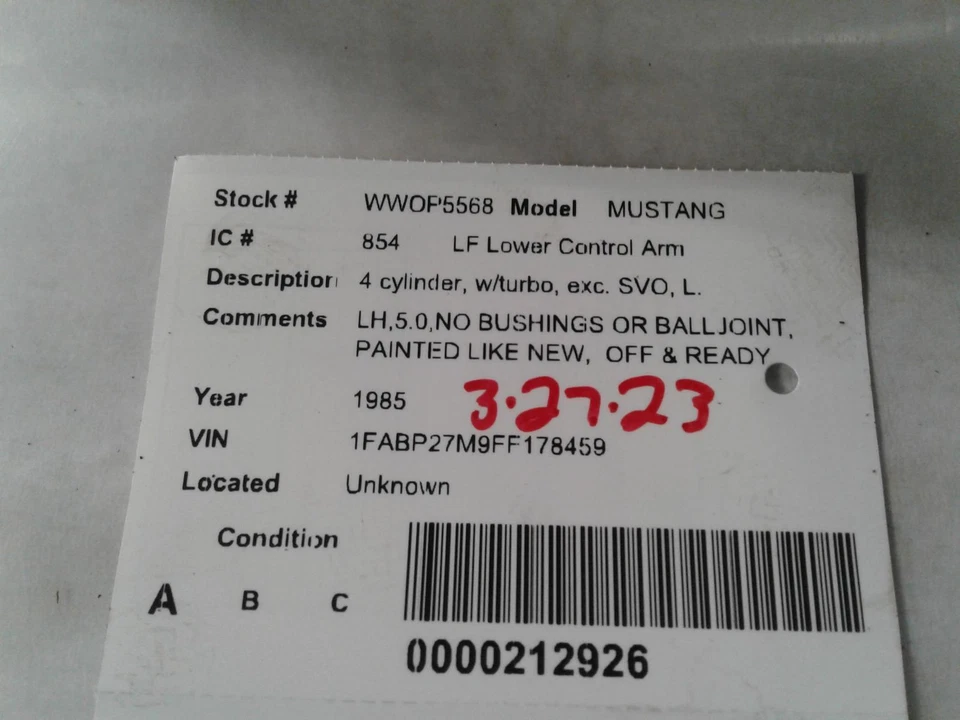 Stock # WWOP5568 Model MUSTANG
IC # 854 LF Lower Control Arm
Description 4 cylinder, w/turbo, exc. SVO, L.
Comments LH,5.0,NO BUSHINGS OR BALLJOINT,
PAINTED LIKE NEW, OFF & READY
Year 1985 3·27·23
VIN 1FABP27M9FF178459
Located Unknown
Condition
A B C
0000212926